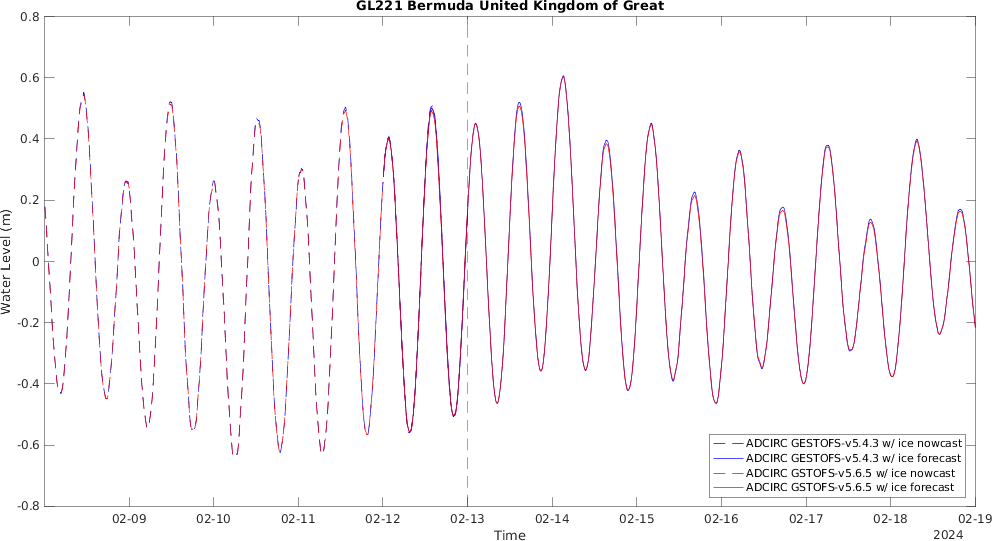 GL221 Bermuda United Kingdom of Great
0.8
0.6
0.4
0.2
0
-0.2
-0.4
-0.6
-0.8
Water Level (m)
ADCIRC GESTOFS-v5.4.3 w/ ice nowcast
ADCIRC GESTOFS-v5.4.3 w/ ice forecast
ADCIRC GSTOFS-v5.6.5 w/ ice nowcast
ADCIRC GSTOFS-v5.6.5 w/ ice forecast
02-09 02-10 02-11 02-12 02-13 02-14 02-15 02-16 02-17 02-18 02-19
Time
2024